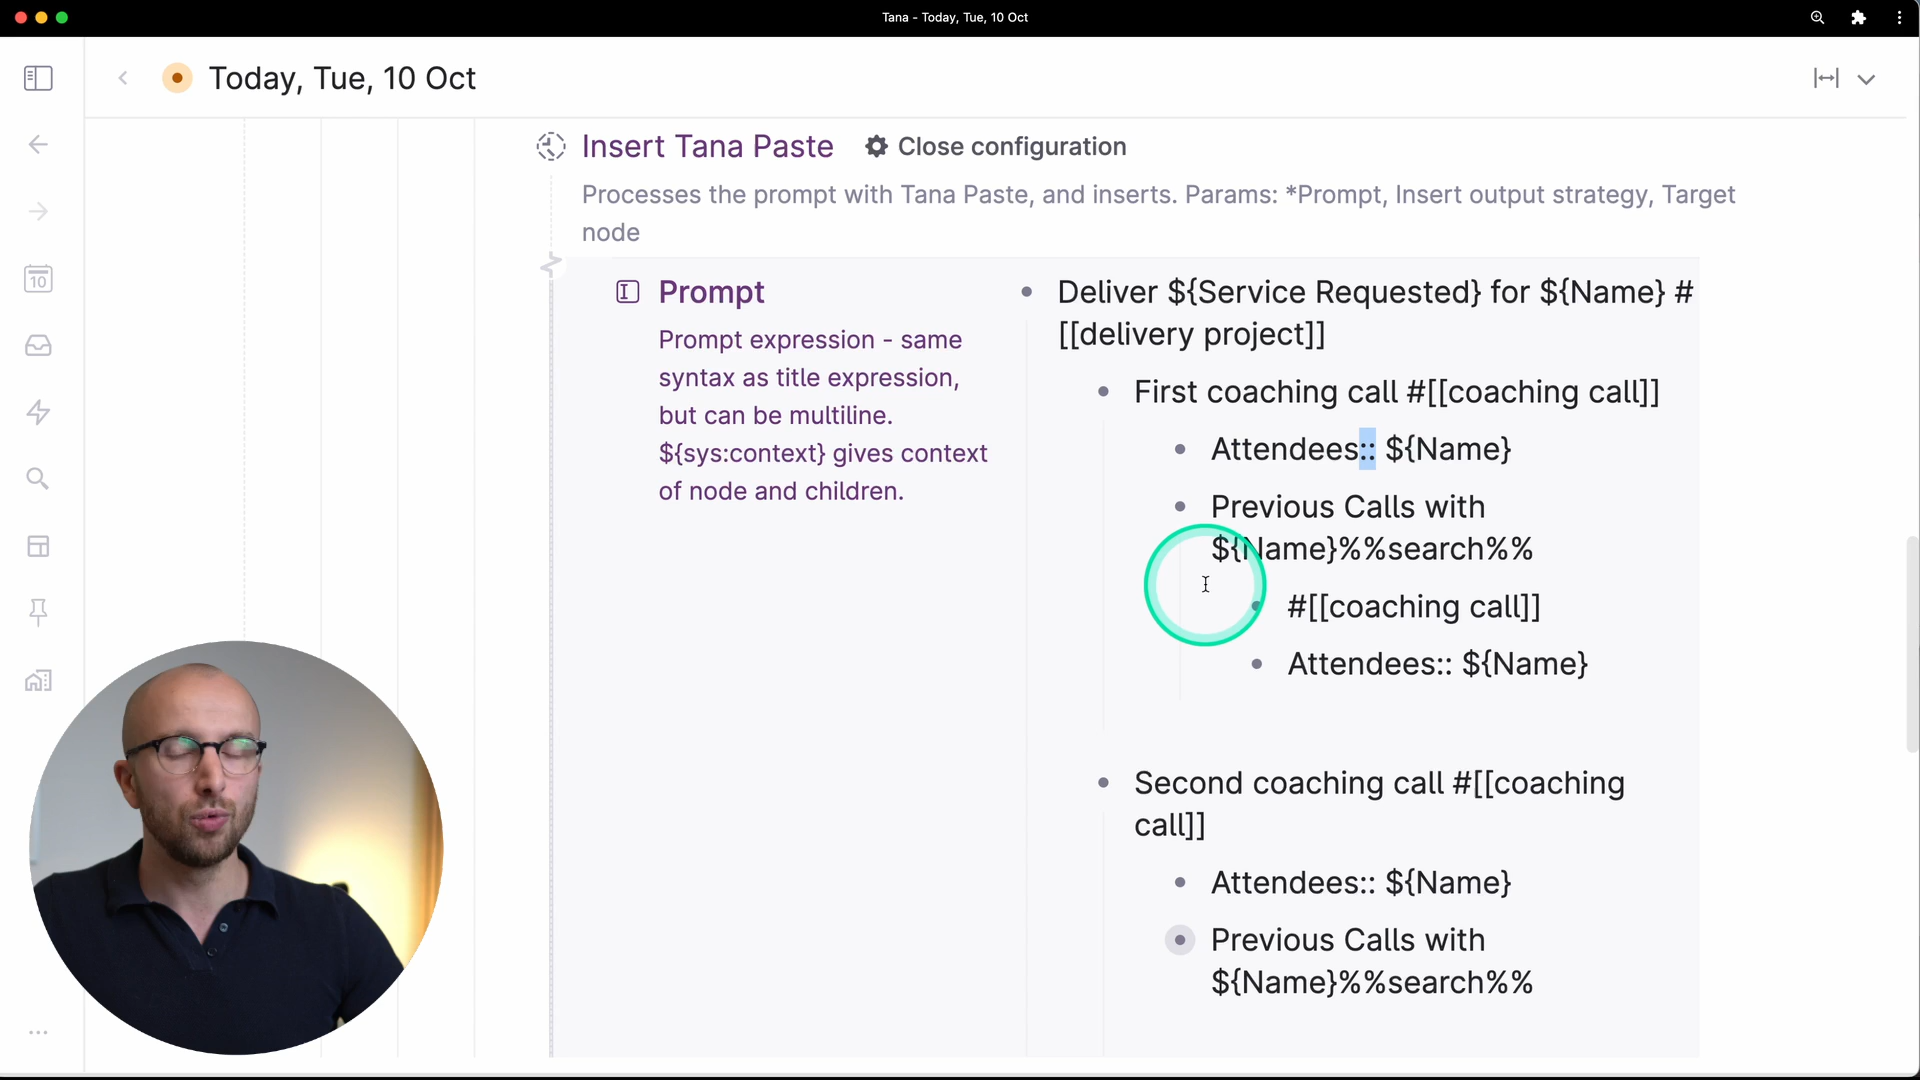 Tana - Today, Tue, 10 Oct
Today, Tue, 10 Oct
10
Insert Tana Paste
Close configuration
Processes the prompt with Tana Paste, and inserts. Params: *Prompt, Insert output strategy, Target
node
Prompt
Prompt expression - same
syntax as title expression,
but can be multiline.
${sys:context} gives context
of node and children.
Deliver ${Service Requested} for ${Name} #
[[delivery project]]
First coaching call #[[coaching call]]
Attendees:: ${Name}
Previous Calls with
${Name}%%search%%
#[[coaching call]]
Attendees:: ${Name}
Second coaching call #[[coaching
call]]
Attendees:: ${Name}
Previous Calls with
${Name}%%search%%